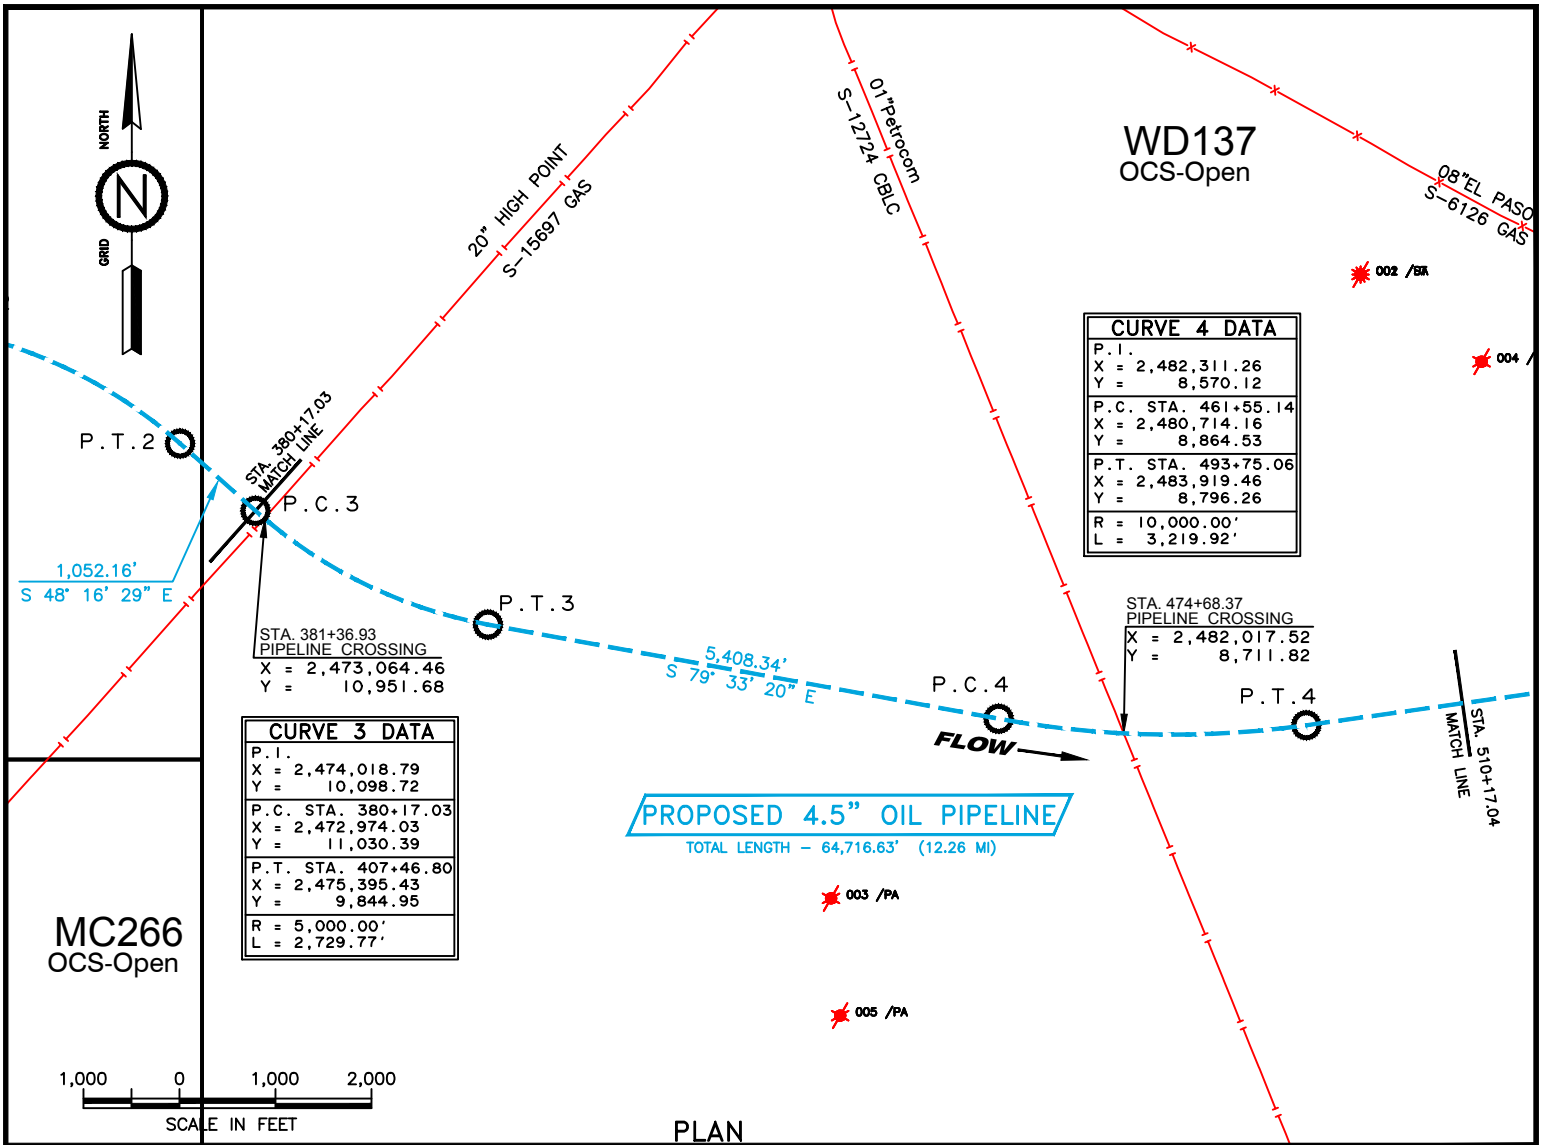 NORTH
N
GRID
20" HIGH POINT
S-15697 GAS
01"Petrocom
S-12724 CBLC
WD137
OCS-Open
08"EL PASO
S-6126 GAS
004 /
P.T.2
STA. 380+17.03
MATCH LINE
P.C.3
1,052.16'
S 48° 16' 29" E
STA. 381+36.93
PIPELINE CROSSING
X = 2,473,064.46
Y = 10,951.68
P.T.3
5,408.34'
S 79° 33' 20" E
CURVE 4 DATA
P.I.
X = 2,482,311.26
Y = 8,570.12
P.C. STA. 461+55.14
X = 2,480,714.16
Y = 8,864.53
P.T. STA. 493+75.06
X = 2,483,919.46
Y = 8,796.26
R = 10,000.00'
L = 3,219.92'
STA. 474+68.37
PIPELINE CROSSING
X = 2,482,017.52
Y = 8,711.82
P.C.4
P.T.4
FLOW
STA. 510+17.04
MATCH LINE
CURVE 3 DATA
P.I.
X = 2,474,018.79
Y = 10,098.72
P.C. STA. 380+17.03
X = 2,472,974.03
Y = 11,030.39
P.T. STA. 407+46.80
X = 2,475,395.43
Y = 9,844.95
R = 5,000.00'
L = 2,729.77'
PROPOSED 4.5" OIL PIPELINE
TOTAL LENGTH - 64,716.63' (12.26 MI)
003 /PA
005 /PA
MC266
OCS-Open
1,000 0 1,000 2,000
SCALE IN FEET
PLAN